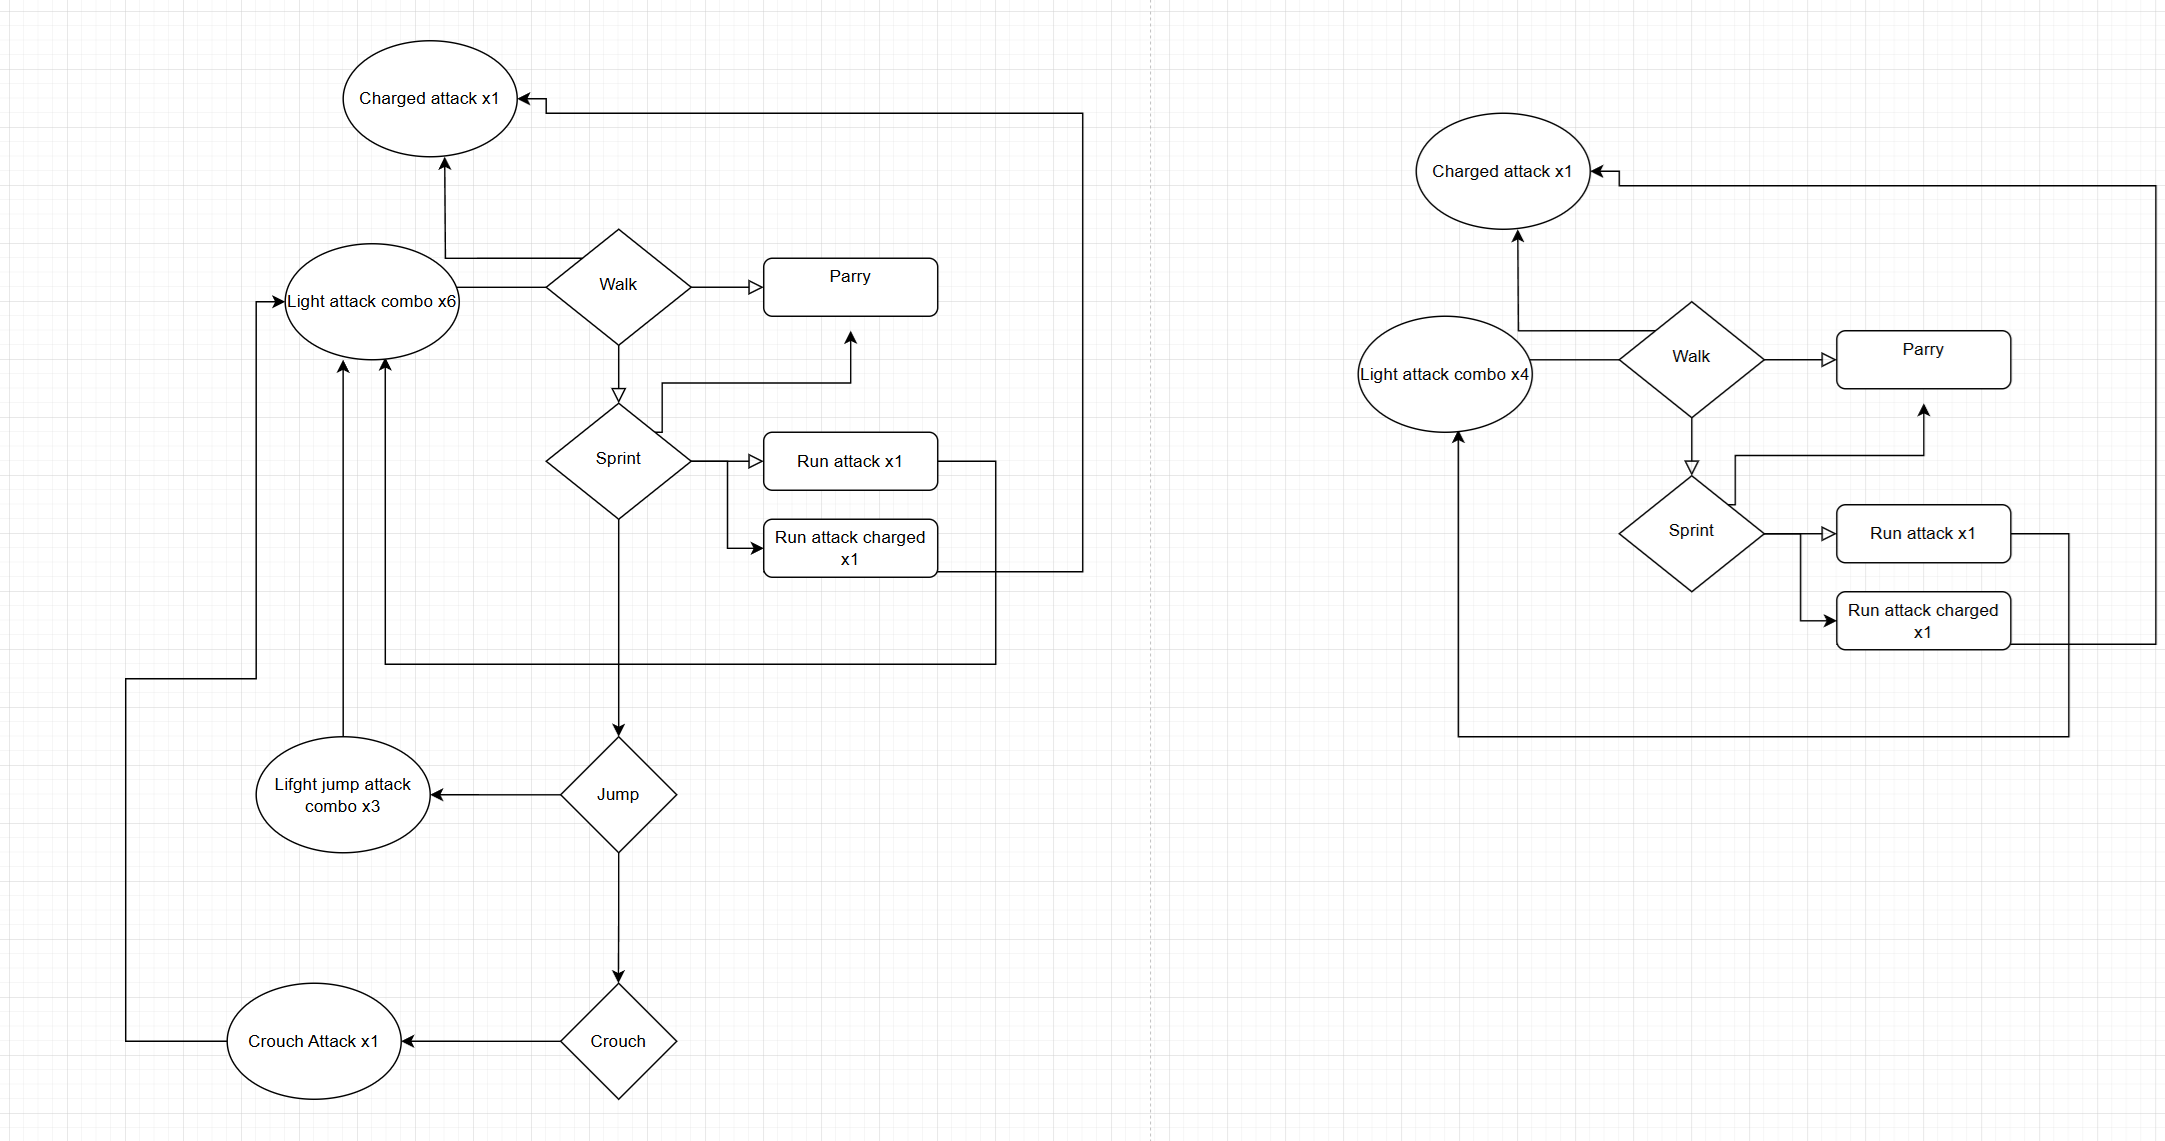 Charged attack x1
Light attack combo x6
Walk
Parry
Sprint
Run attack x1
Run attack charged
x1
Lifght jump attack
combo x3
Jump
Crouch Attack x1
Crouch
Charged attack x1
Light attack combo x4
Walk
Parry
Sprint
Run attack x1
Run attack charged
x1